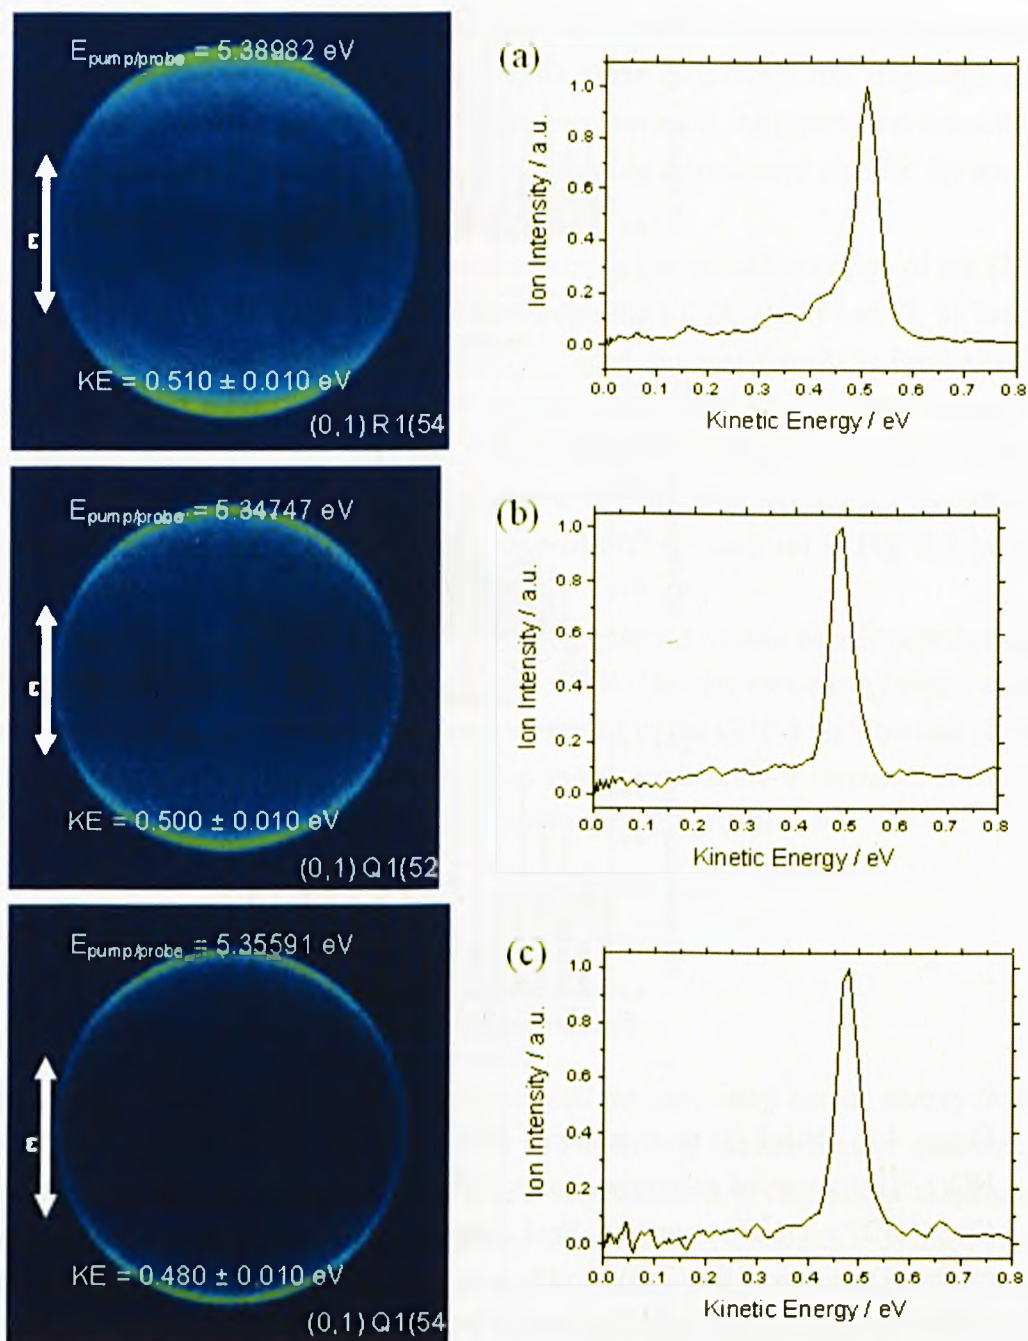 E pump/probe = 5.38982 eV
ε
KE = 0.510 ± 0.010 eV
(0,1) R1(54
(a)
Ion Intensity / a.u.
1.0
0.8
0.6
0.4
0.2
0.0
0.0 0.1 0.2 0.3 0.4 0.5 0.6 0.7 0.8
Kinetic Energy / eV
E pump/probe = 5.34747 eV
ε
KE = 0.500 ± 0.010 eV
(0,1) Q1(52
(b)
Ion Intensity / a.u.
1.0
0.8
0.6
0.4
0.2
0.0
0.0 0.1 0.2 0.3 0.4 0.5 0.6 0.7 0.8
Kinetic Energy / eV
E pump/probe = 5.35591 eV
ε
KE = 0.480 ± 0.010 eV
(0,1) Q1(54
(c)
Ion Intensity / a.u.
1.0
0.8
0.6
0.4
0.2
0.0
0.0 0.1 0.2 0.3 0.4 0.5 0.6 0.7 0.8
Kinetic Energy / eV